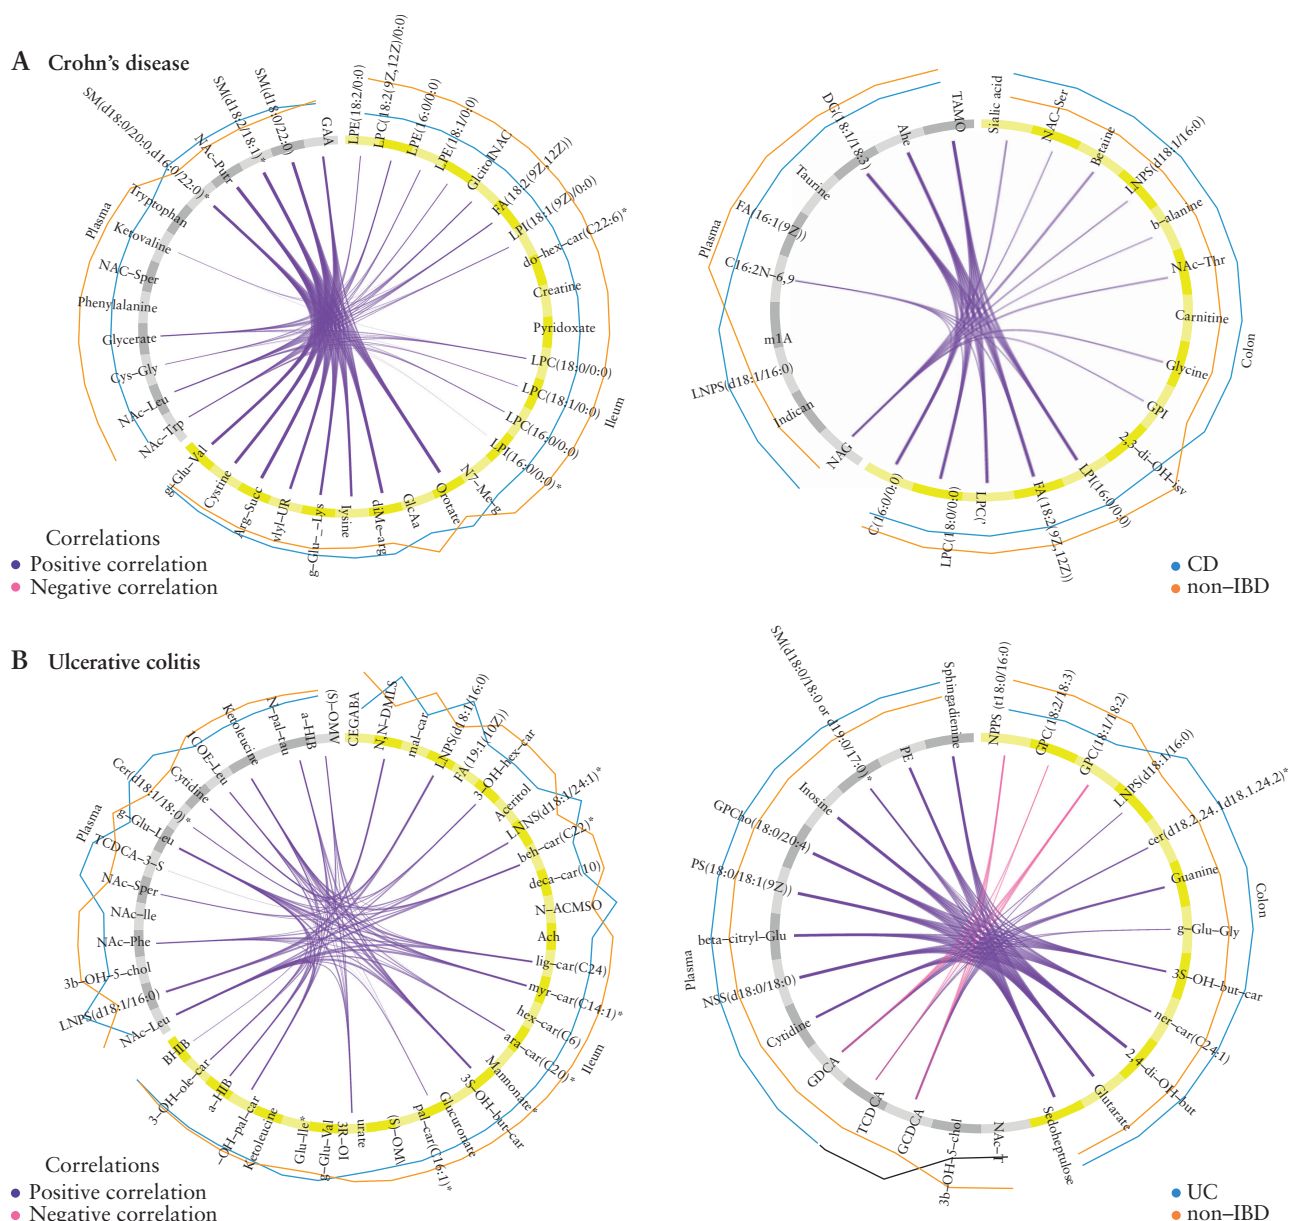 A Crohn's disease
SM(d18:0/20:0.d16:0/22:0)*
NAc–Putr
SM(d18:2/18:1)*
SM(d18:0/22:0)
GAA
LPE(18:2/0:0)
LPC(18:2(9Z,12Z)/0:0)
LPE(16:0/0:0)
LPE(18:1/0:0)
GlcitolNAC
FA(18:2(9Z,12Z))
LPI(18:1(9Z)/0:0)
do–hex–car(C22:6)*
Creatine
Pyridoxate
LPC(18:0/0:0)
LPC(18:1/0:0)
LPC(16:0/0:0)
LPI(16:0/0:0)*
N7–Me–g
Orotate
GlcAa
diMe–arg
lysine
g–Glu–
–Lys
vlyl–UR
Arg–Succ
Cystine
g–Glu–Val
NAc–Trp
NAc–Leu
Cys–Gly
Glycerate
Phenylalanine
NAC–Sper
Ketovaline
Tryptophan
Plasma
Ileum
DG(18:1/18:3)
Ahe
TAMO
Sialic acid
NAC–Ser
Betaine
LNPS(d18:1/16:0)
b–alanine
NAc–Thr
Carnitine
Glycine
GPI
2,3–di–OH–isv
LPI(16:0/0:0)
FA(18:2(9Z,12Z))
LPC(
LPC(18:0/0:0)
C(16:0/0:0)
NAG
Indican
LNPS(d18:1/16:0)
m1A
C16:2N–6,9
FA(16:1(9Z))
Taurine
Plasma
Colon
Correlations
Positive correlation
Negative correlation
CD
non–IBD
B Ulcerative colitis
Cer(d18:1/18:0)*
Cytidine
1COE–Leu
Ketoleucine
N–pal–tau
a–HIB
(S)–OMV
CEGABA
N,N–DMLS
mal–car
LNPS(d18:1/16:0)
FA(19:1(10Z))
3–OH–hex–car
Aceritol
LNNS(d18:1/24:1)*
beh–car(C22)*
deca–car(10)
N–ACMSO
Ach
lig–car(C24)
myr–car(C14:1)*
hex–car(C6)
ara–car(C20)*
Mannonate*
3S–OH–but–car
Glucuronate
pal–car(C16:1)*
(S)–OMV
urate
3R–IOI
g–Glu–Val
Glu–lle*
Ketoleucine
–OH–pal–car
a–HIB
3–OH–ole–car
BHIB
NAc–Leu
LNPS(d18:1/16:0)
3b–OH–5–chol
NAc–Phe
NAc–lle
NAc–Sper
TCDCA–3–S
g–Glu–Leu
Plasma
Ileum
SM(d18:0/18:0 or d19:0/17:0)*
PE
Sphingadienine
NPPS (t18:0/16:0)
GPC(18:2/18:3)
GPC(18:1/18:2)
LZPS(d18:1/16:0)
cer(d18.2,24.1d18.1,24.2)*
Guanine
g–Glu–Gly
3S–OH–but–car
ner–car(C24:1)
2,4–di–OH–but
Glutarate
Sedoheptulose
NAc–T
3b–OH–5–chol
GCDCA
TCDCA
GDCA
Cytidine
NSS(d18:0/18:0)
beta–citryl–Glu
PS(18:0/18:1(9Z))
GPCho(18:0/20:4)
Inosine
Plasma
Colon
Correlations
Positive correlation
Negative correlation
UC
non–IBD